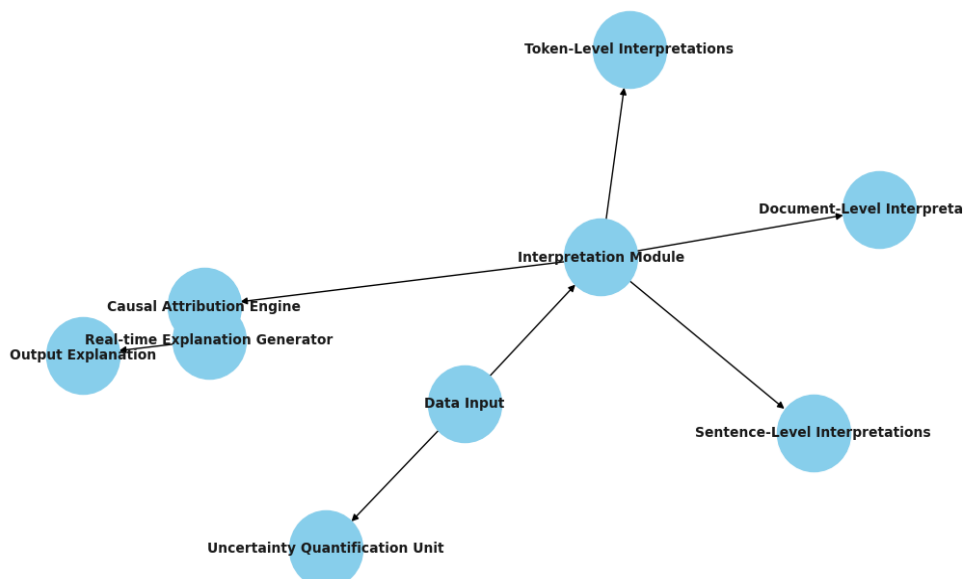 Token-Level Interpretations
Document-Level Interpreta
Interpretation Module
Causal Attribution Engine
Real-time Explanation Generator
Output Explanation
Data Input
Sentence-Level Interpretations
Uncertainty Quantification Unit